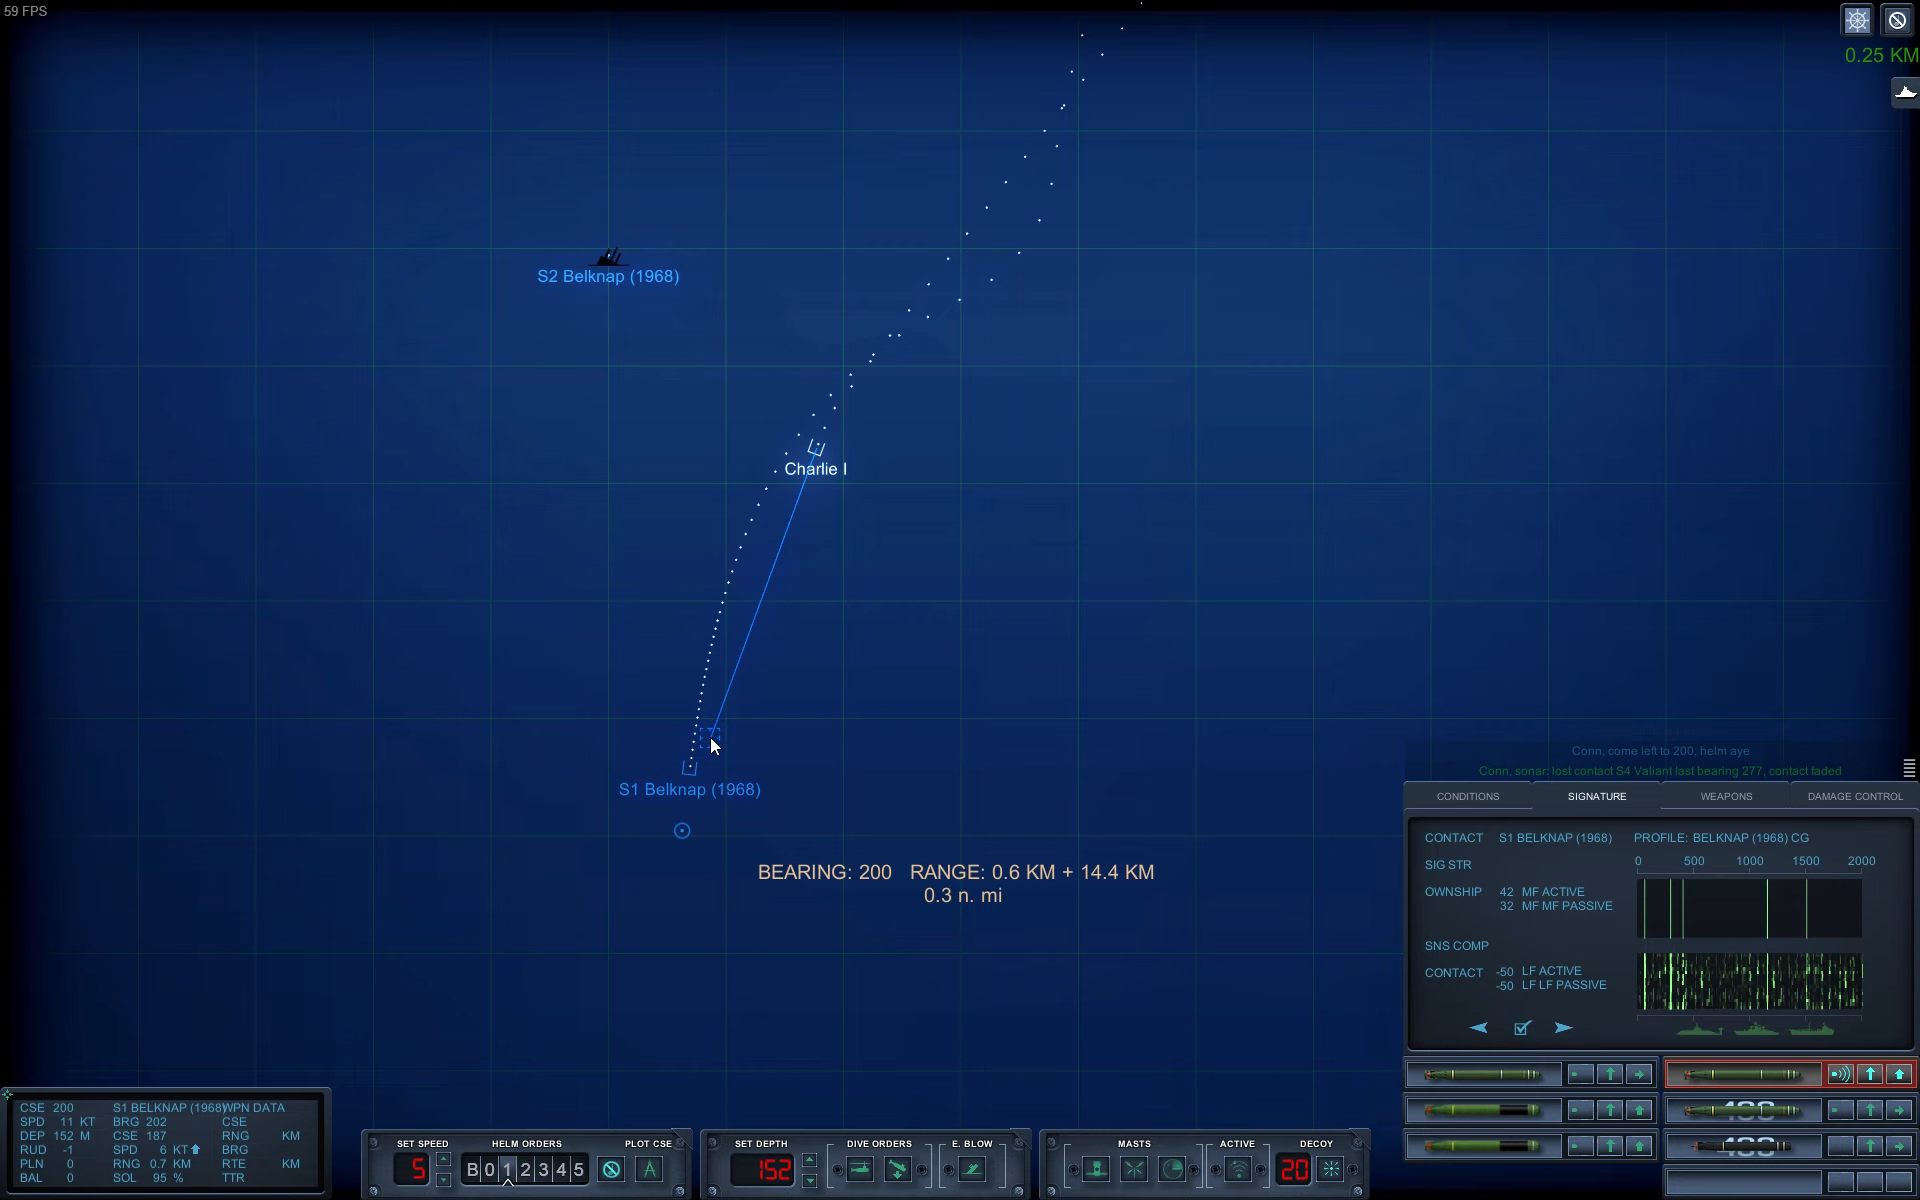 59 FPS
0.25 KM
S2 Belknap (1968)
Charlie I
S1 Belknap (1968)
BEARING: 200 RANGE: 0.6 KM + 14.4 KM
0.3 n. mi
Conn, come left to 200, helm aye
Conn, sonar: lost contact S4 Valiant last bearing 277, contact faded
CONDITIONS SIGNATURE WEAPONS DAMAGE CONTROL
CONTACT S1 BELKNAP (1968) PROFILE: BELKNAP (1968) CG
SIG STR 0 500 1000 1500 2000
OWNSHIP 42 MF ACTIVE
32 MF MF PASSIVE
SNS COMP
CONTACT -50 LF ACTIVE
-50 LF LF PASSIVE
CSE 200 S1 BELKNAP (1968) WPN DATA
SPD 11 KT BRG 202 CSE
DEP 152 M CSE 187 RNG KM
RUD -1 SPD 6 KT BRG
PLN 0 RNG 0.7 KM RTE KM
BAL 0 SOL 95 % TTR
SET SPEED HELM ORDERS PLOT CSE
5 B 0 1 2 3 4 5
SET DEPTH DIVE ORDERS E. BLOW
152
MASTS ACTIVE DECOY
20